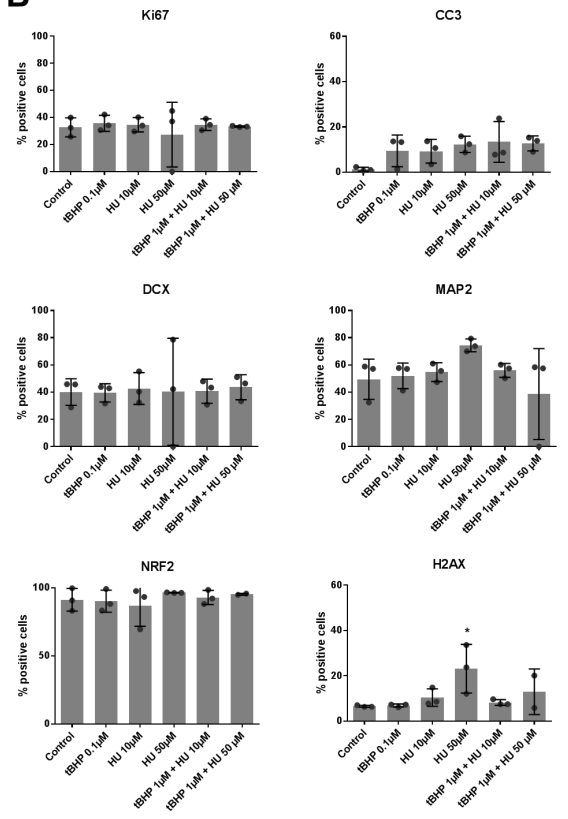 Ki67
% positive cells
100
80
60
40
20
0
Control
tBHP 0.1µM
HU 10µM
HU 50µM
tBHP 1µM + HU 10µM
tBHP 1µM + HU 50 µM
CC3
% positive cells
60
40
20
0
Control
tBHP 0.1µM
HU 10µM
HU 50µM
tBHP 1µM + HU 10µM
tBHP 1µM + HU 50 µM
DCX
% positive cells
100
80
60
40
20
0
Control
tBHP 0.1µM
HU 10µM
HU 50µM
tBHP 1µM + HU 10µM
tBHP 1µM + HU 50 µM
MAP2
% positive cells
100
80
60
40
20
0
Control
tBHP 0.1µM
HU 10µM
HU 50µM
tBHP 1µM + HU 10µM
tBHP 1µM + HU 50 µM
NRF2
% positive cells
100
50
0
Control
tBHP 0.1µM
HU 10µM
HU 50µM
tBHP 1µM + HU 10µM
tBHP 1µM + HU 50 µM
H2AX
% positive cells
60
40
20
0
*
Control
tBHP 0.1µM
HU 10µM
HU 50µM
tBHP 1µM + HU 10µM
tBHP 1µM + HU 50 µM